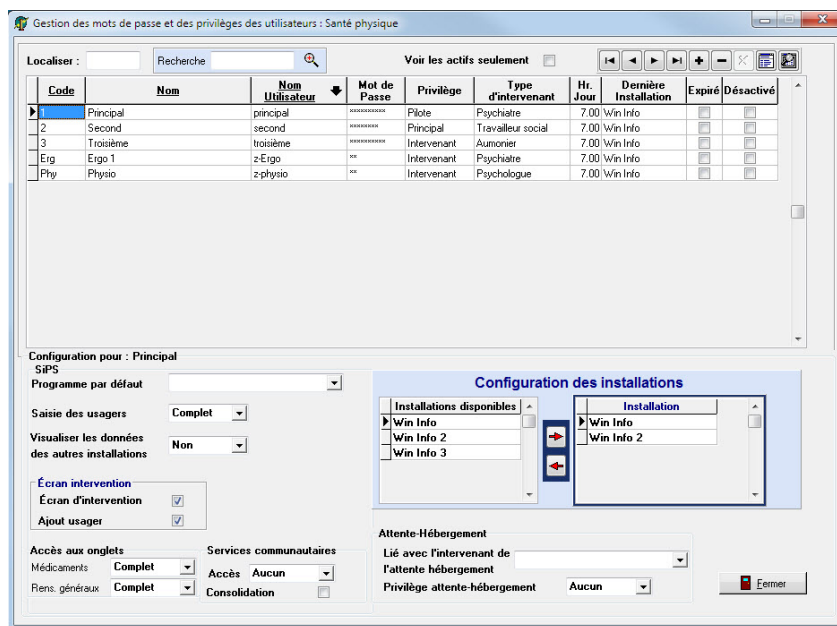 Gestion des mots de passe et des privilèges des utilisateurs : Santé physique
Localiser : Recherche Voir les actifs seulement
Code Nom Nom Utilisateur Mot de Passe Privilège Type d'intervenant Hr. Jour Dernière Installation Expiré Désactivé
1 Principal principal ********** Pilote Psychiatre 7.00 Win Info
2 Second second ******** Principal Travailleur social 7.00 Win Info
3 Troisième troisième ********** Intervenant Aumonier 7.00 Win Info
Erg Ergo 1 z-Ergo ** Intervenant Psychiatre 7.00 Win Info
Phy Physio z-physio ** Intervenant Psychologue 7.00 Win Info
Configuration pour : Principal
SiPS
Programme par défaut
Saisie des usagers Complet
Visualiser les données
des autres installations Non
Écran intervention
Écran d'intervention
Ajout usager
Accès aux onglets
Médicaments Complet
Rens. généraux Complet
Services communautaires
Accès Aucun
Consolidation
Configuration des installations
Installations disponibles
Win Info
Win Info 2
Win Info 3
Installation
Win Info
Win Info 2
Attente-Hébergement
Lié avec l'intervenant de
l'attente hébergement
Privilège attente-hébergement Aucun
Fermer